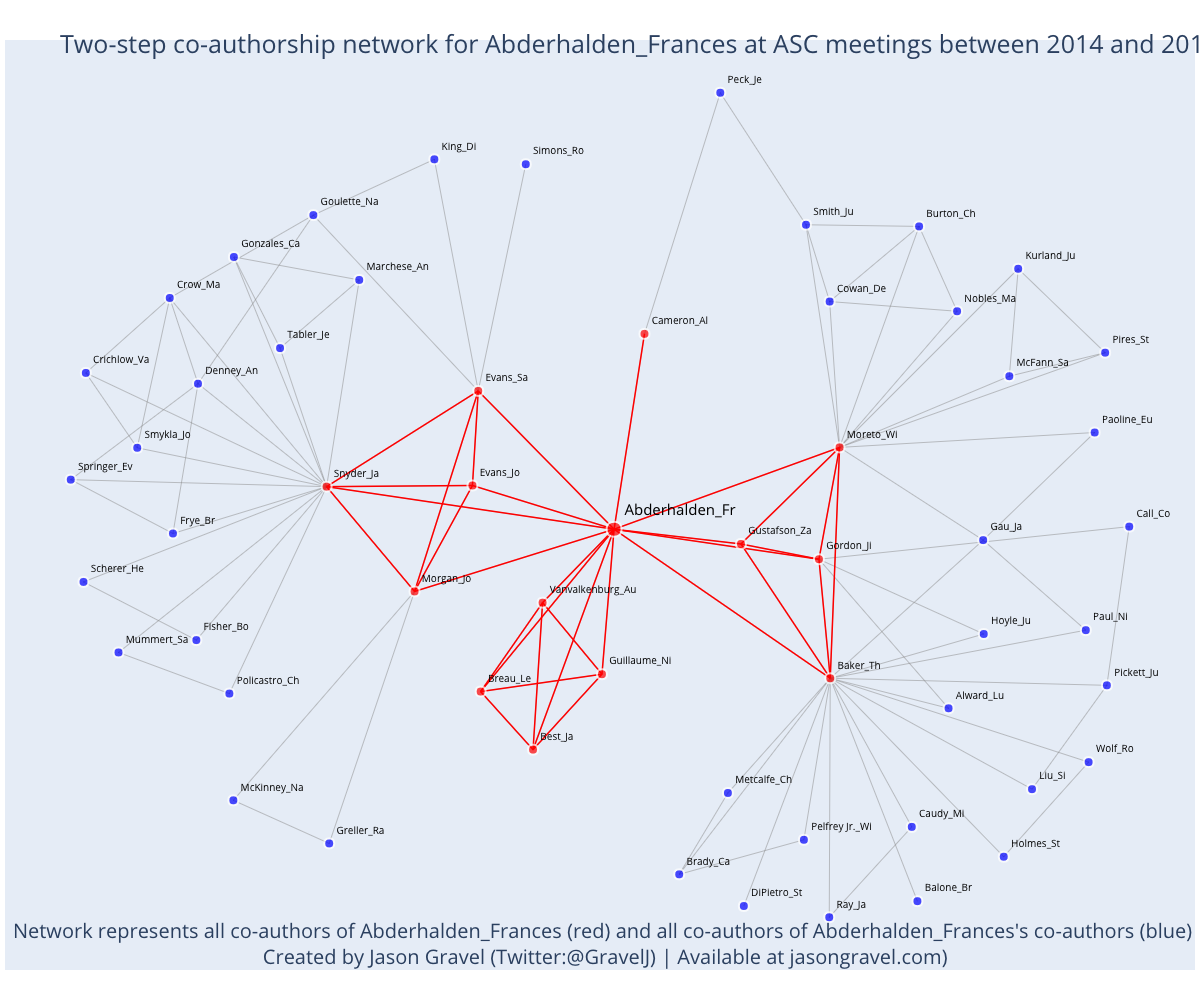 Two-step co-authorship network for Abderhalden_Frances at ASC meetings between 2014 and 201
Peck_Je
King_Di
Simons_Ro
Goulette_Na
Smith_Ju
Burton_Ch
Gonzales_Ca
Kurland_Ju
Marchese_An
Crow_Ma
Cowan_De
Nobles_Ma
Cameron_Al
Tabler_Je
Pires_St
Crichlow_Va
McFann_Sa
Denney_An
Evans_Sa
Paoline_Eu
Smykla_Jo
Moreto_Wi
Springer_Ev
Snyder_Ja
Evans_Jo
Abderhalden_Fr
Call_Co
Frye_Br
Gustafson_Za
Gau_Ja
Gordon_Ji
Scherer_He
Morgan_Jo
Vanvalkenburg_Au
Fisher_Bo
Hoyle_Ju
Paul_Ni
Mummert_Sa
Guillaume_Ni
Baker_Th
Policastro_Ch
Breau_Le
Pickett_Ju
Alward_Lu
Best_Ja
Wolf_Ro
Metcalfe_Ch
Liu_Si
McKinney_Na
Greller_Ra
Pelfrey Jr._Wi
Caudy_Mi
Holmes_St
Brady_Ca
DiPietro_St
Balone_Br
Ray_Ja
Network represents all co-authors of Abderhalden_Frances (red) and all co-authors of Abderhalden_Frances's co-authors (blue)
Created by Jason Gravel (Twitter:@GravelJ) | Available at jasongravel.com)